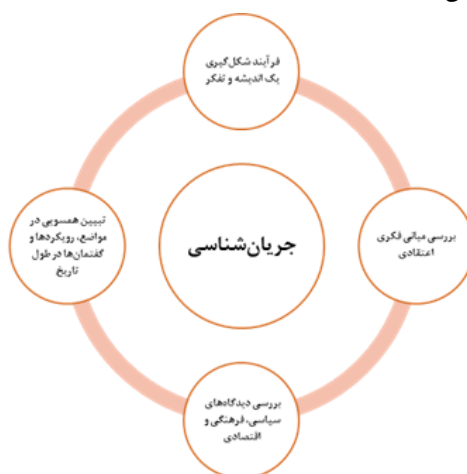 فرآیند شکل‌گیری
یک اندیشه و تفکر
جریان‌شناسی
بررسی مبانی فکری
اعتقادی
بررسی دیدگاه‌های
سیاسی، فرهنگی و
اقتصادی
تبیین همسویی در
مواضع، رویکردها و
گفتمان‌ها در طول
تاریخ